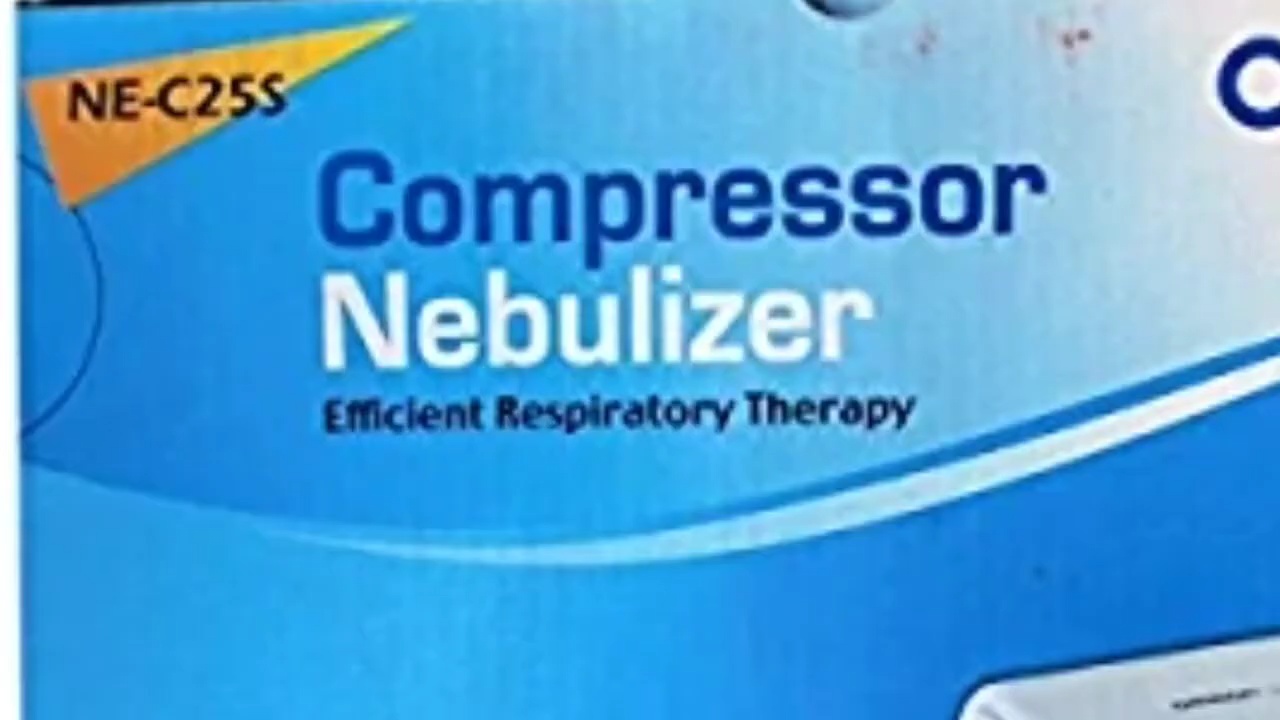 NE-C25S
Compressor
Nebulizer
Efficient Respiratory Therapy